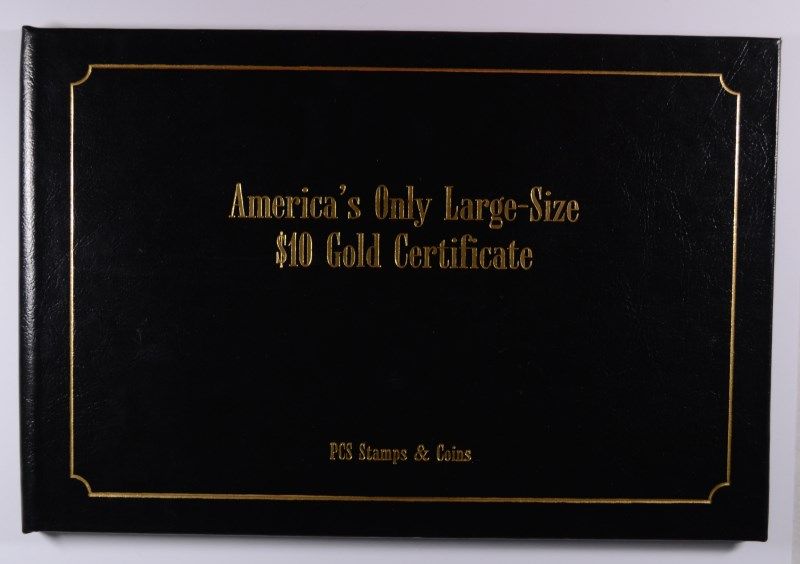 America's Only Large-Size
$10 Gold Certificate
PCS Stamps & Coins